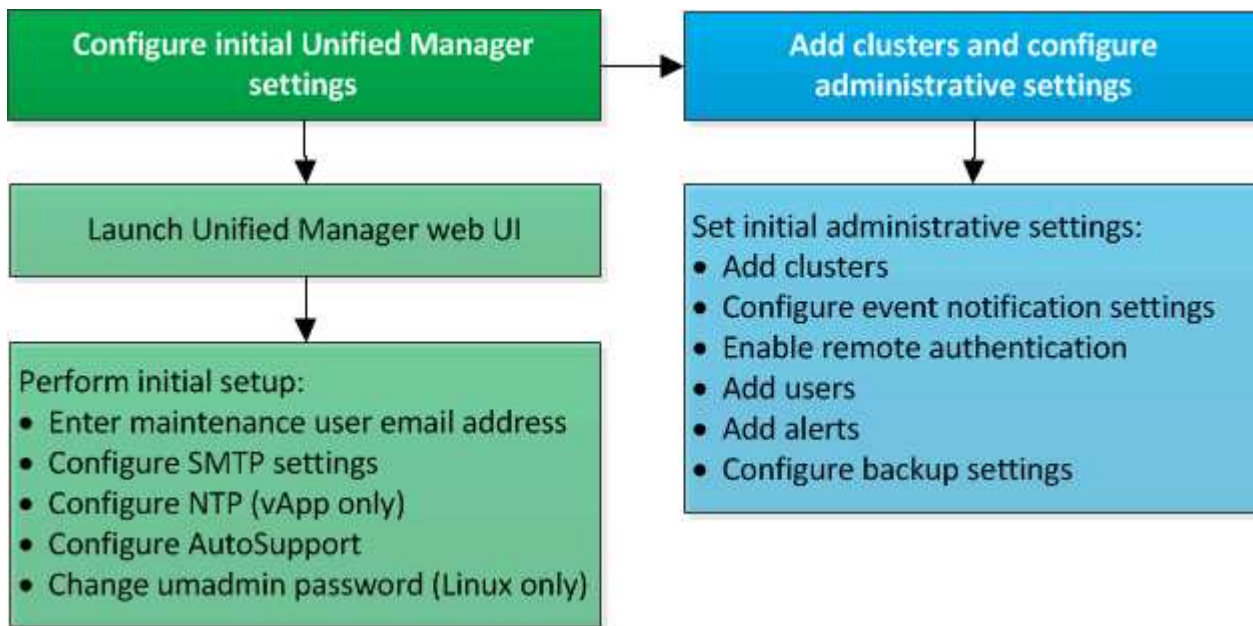 Configure initial Unified Manager
settings
Add clusters and configure
administrative settings
Launch Unified Manager web UI
Perform initial setup:
• Enter maintenance user email address
• Configure SMTP settings
• Configure NTP (vApp only)
• Configure AutoSupport
• Change umadmin password (Linux only)
Set initial administrative settings:
• Add clusters
• Configure event notification settings
• Enable remote authentication
• Add users
• Add alerts
• Configure backup settings